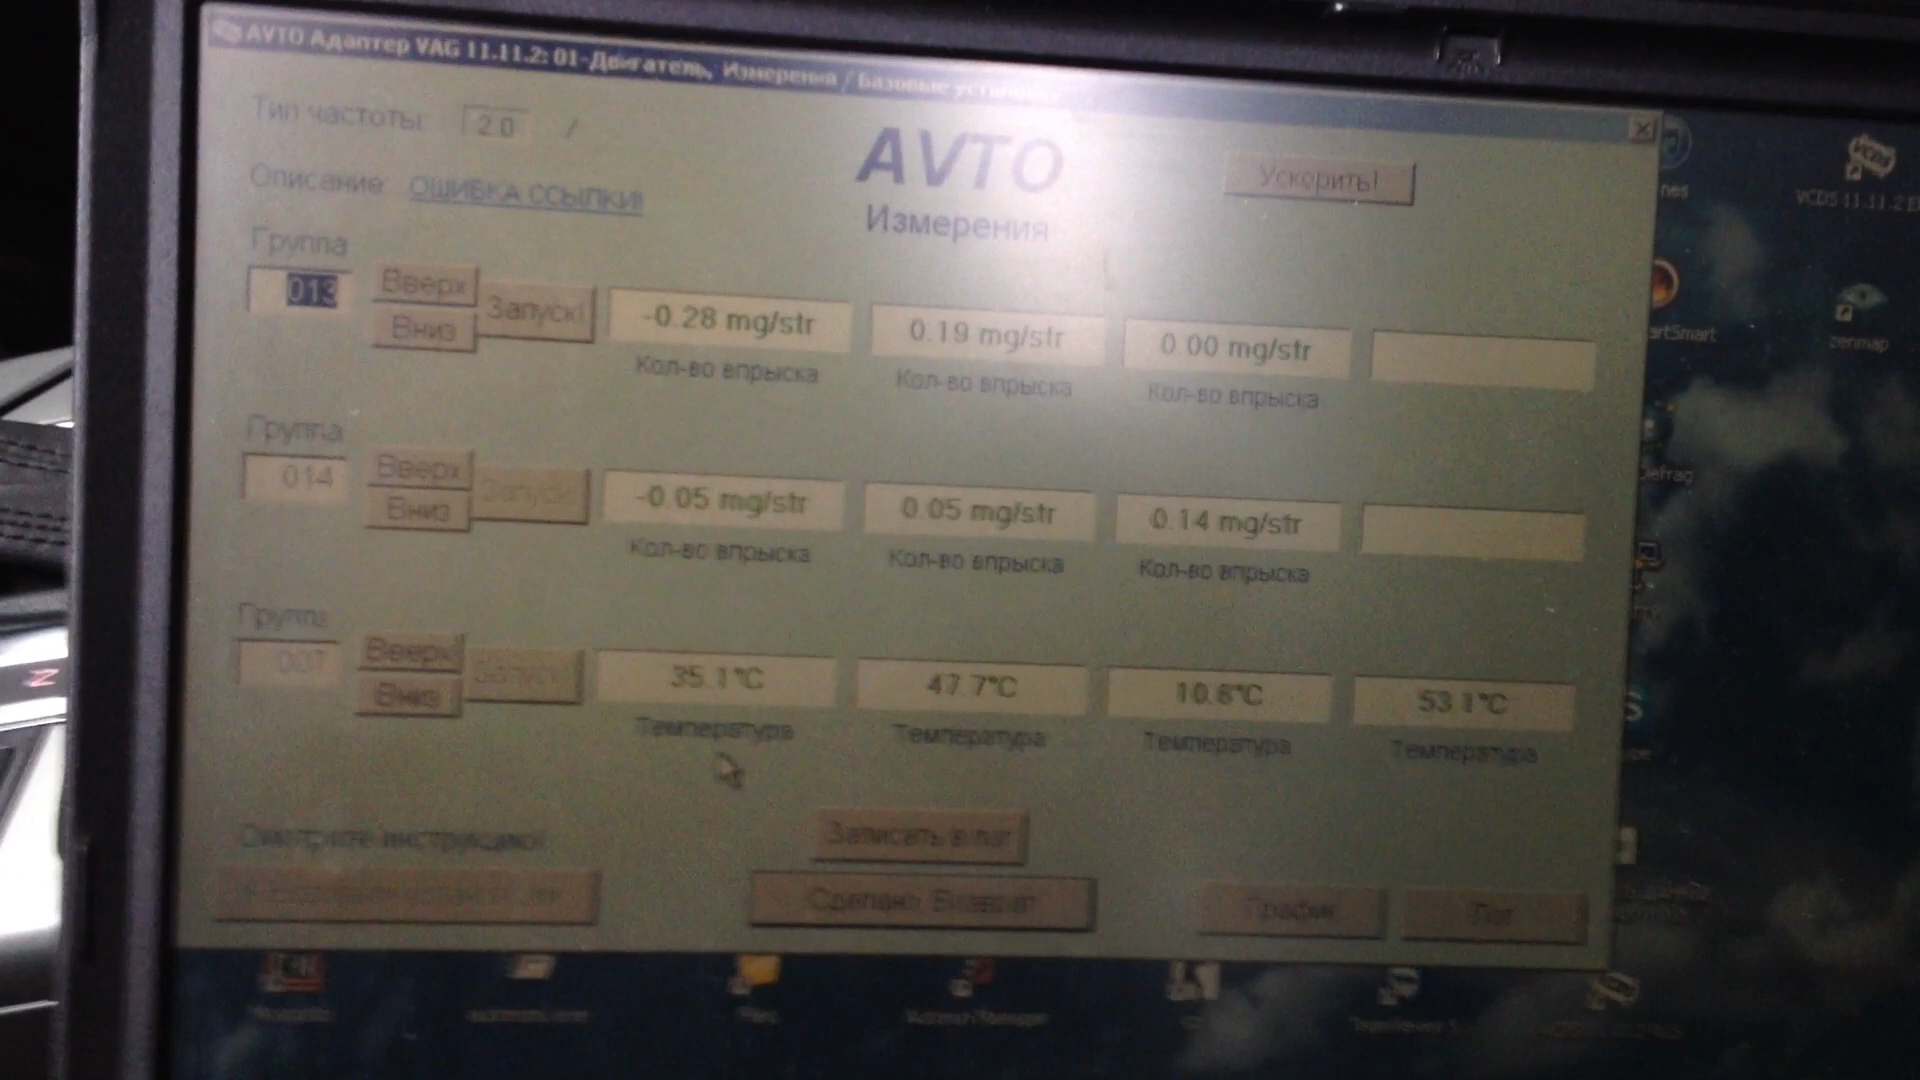 AVTO Адаптер VAG 11.11.2: 01-Двигатель, Измерения / Базовые установки
Тип частоты: 2.0 /
AVTO
Ускорить!
Описание: ОШИБКА ССЫЛКИ!
Измерения
Группа
013 Вверх Вниз Запуск! -0.28 mg/str 0.19 mg/str 0.00 mg/str
Кол-во впрыска Кол-во впрыска Кол-во впрыска
Группа
014 Вверх Вниз Запуск! -0.05 mg/str 0.05 mg/str 0.14 mg/str
Кол-во впрыска Кол-во впрыска Кол-во впрыска
Группа
007 Вверх Вниз Запуск! 35.1°C 47.7°C 10.8°C 53.1°C
Температура Температура Температура Температура
Смотрите инструкцию!
Записать в лог
График Лог
VCDS
VCDS 11.11.2
zenmap
Defrag